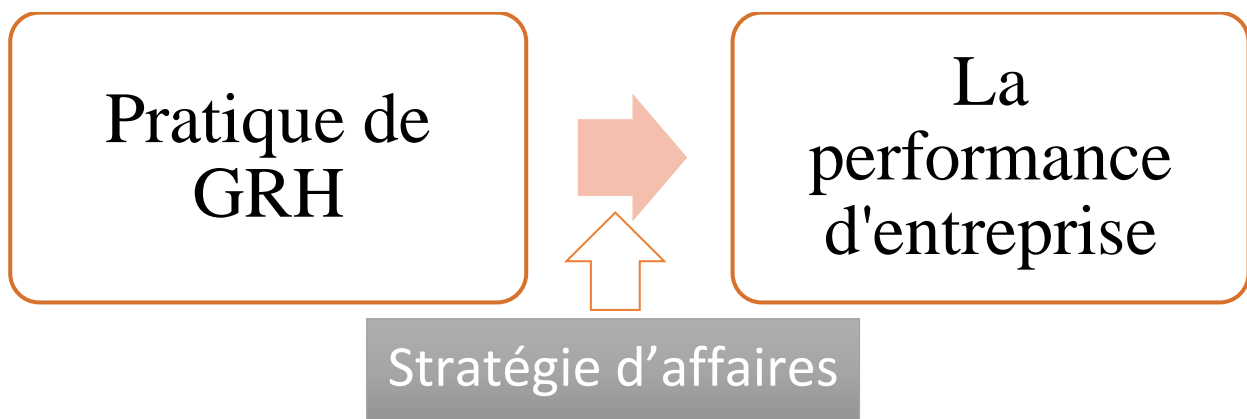 Pratique de
GRH
La
performance
d'entreprise
Stratégie d’affaires